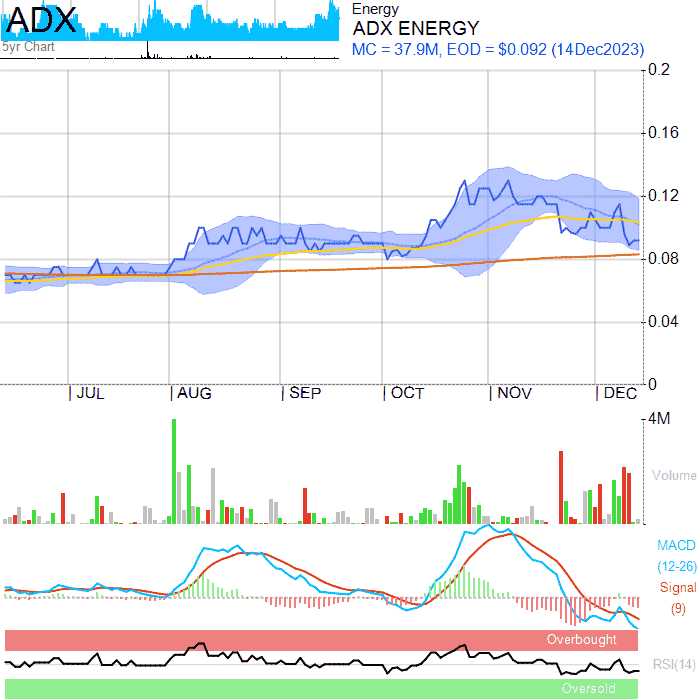 ADX
5yr Chart
Energy
ADX ENERGY
MC = 37.9M, EOD = $0.092 (14Dec2023)
0.2
0.16
0.12
0.08
0.04
0
JUL AUG SEP OCT NOV DEC
4M
Volume
MACD
(12-26)
Signal
(9)
Overbought
RSI(14)
Oversold